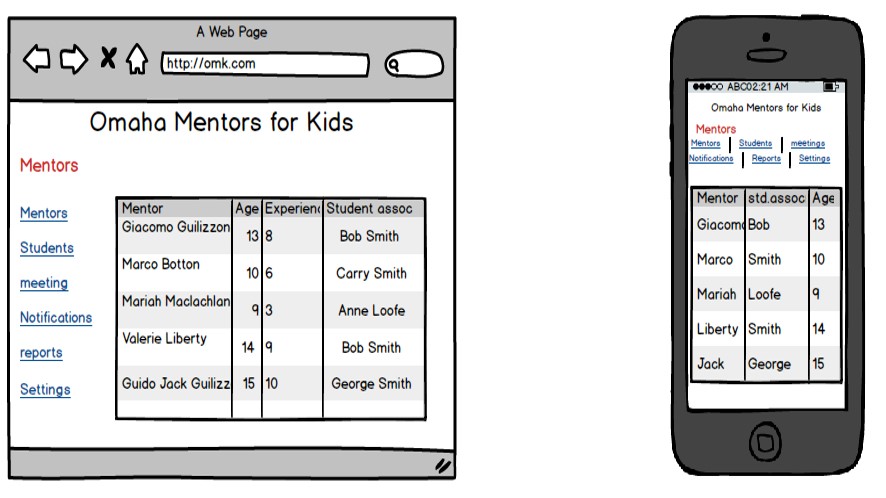 A Web Page
http://omk.com
Omaha Mentors for Kids
Mentors
Mentors
Students
meeting
Notifications
reports
Settings
Mentor Age Experienc Student assoc
Giacomo Guilizzon 13 8 Bob Smith
Marco Botton 10 6 Carry Smith
Mariah Maclachlan 9 3 Anne Loofe
Valerie Liberty 14 9 Bob Smith
Guido Jack Guilizz 15 10 George Smith
ABC02:21 AM
Omaha Mentors for Kids
Mentors
Mentors Students meetings
Notifications Reports Settings
Mentor std.assoc Age
Giacomo Bob 13
Marco Smith 10
Mariah Loofe 9
Liberty Smith 14
Jack George 15